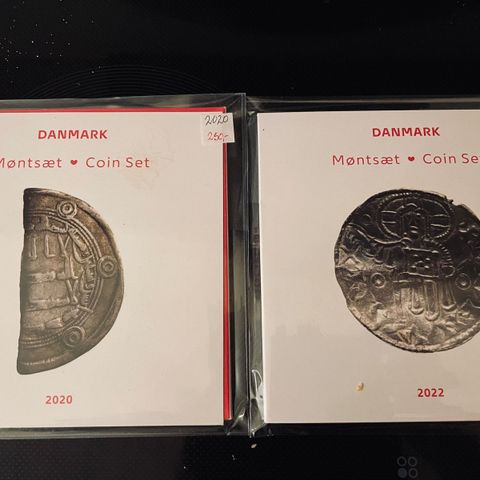 DANMARK
Møntsæt ♥ Coin Set
2020
250,-
2020
DANMARK
Møntsæt ♥ Coin Se
2022